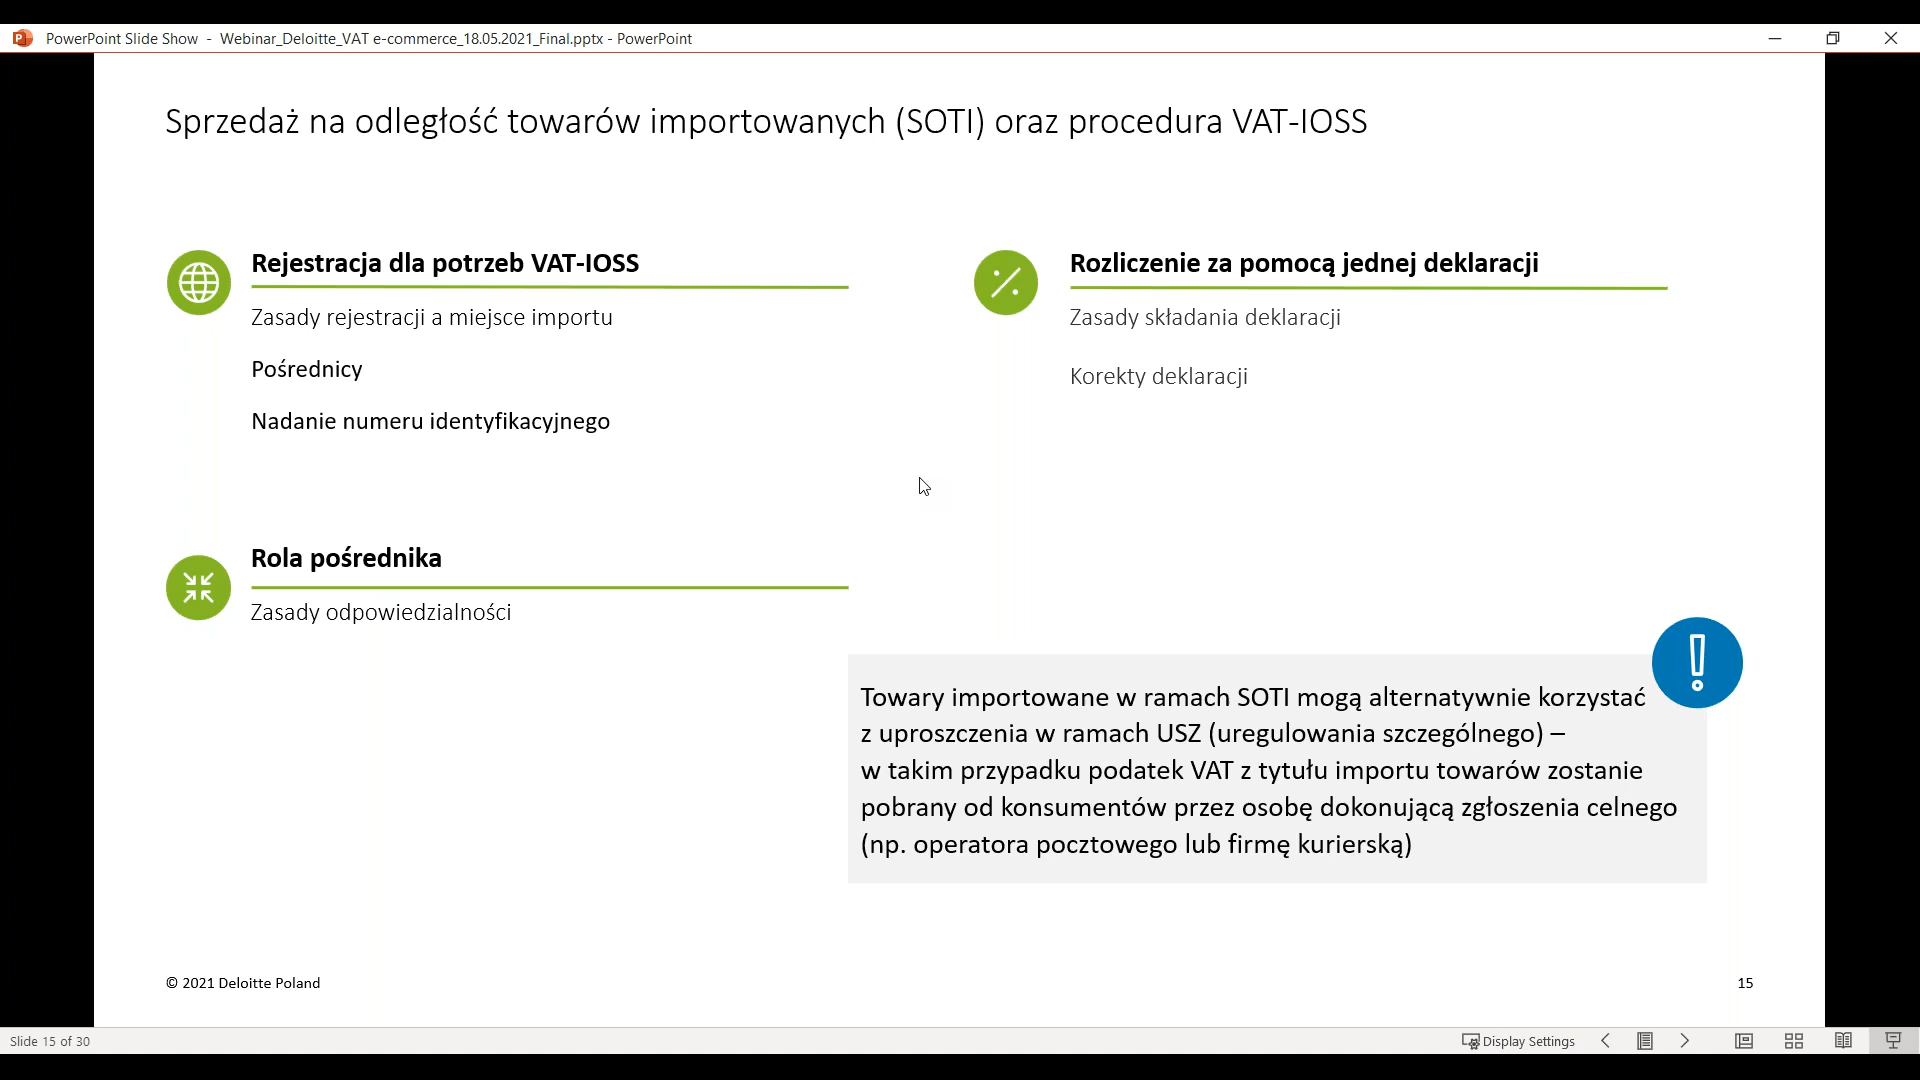 PowerPoint Slide Show - Webinar_Deloitte_VAT e-commerce_18.05.2021_Final.pptx - PowerPoint
Sprzedaż na odległość towarów importowanych (SOTI) oraz procedura VAT-IOSS
Rejestracja dla potrzeb VAT-IOSS
Zasady rejestracji a miejsce importu
Pośrednicy
Nadanie numeru identyfikacyjnego
Rozliczenie za pomocą jednej deklaracji
Zasady składania deklaracji
Korekty deklaracji
Rola pośrednika
Zasady odpowiedzialności
Towary importowane w ramach SOTI mogą alternatywnie korzystać
z uproszczenia w ramach USZ (uregulowania szczególnego) –
w takim przypadku podatek VAT z tytułu importu towarów zostanie
pobrany od konsumentów przez osobę dokonującą zgłoszenia celnego
(np. operatora pocztowego lub firmę kurierską)
© 2021 Deloitte Poland
15
Slide 15 of 30
Display Settings